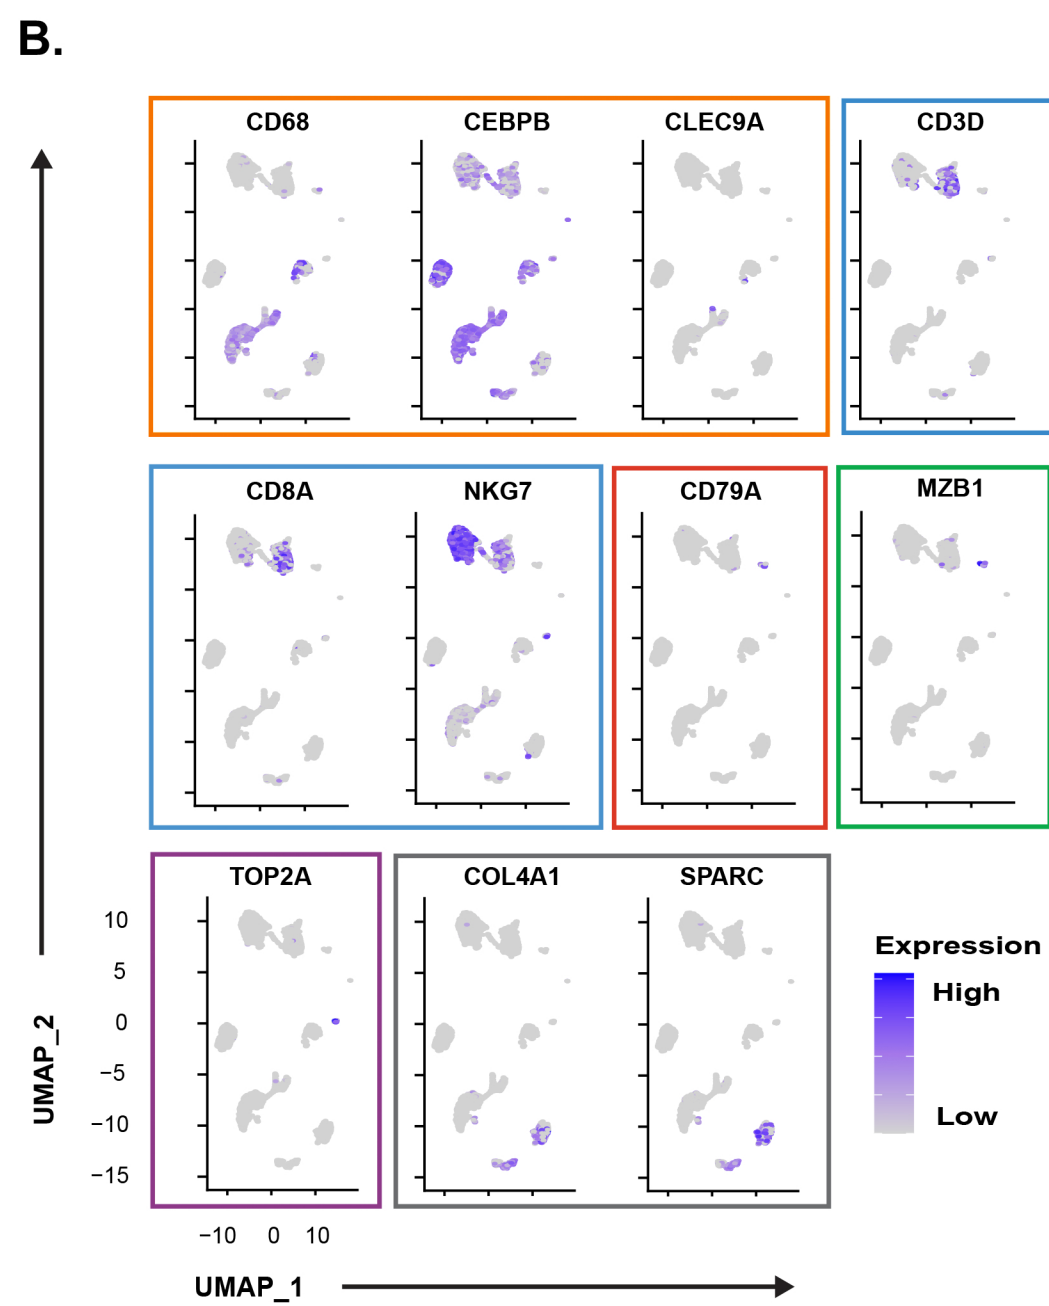 B.
CD68 CEBPB CLEC9A CD3D
CD8A NKG7 CD79A MZB1
TOP2A COL4A1 SPARC
10
5
0
−5
−10
−15
−10 0 10
UMAP_2
UMAP_1
Expression
High
Low